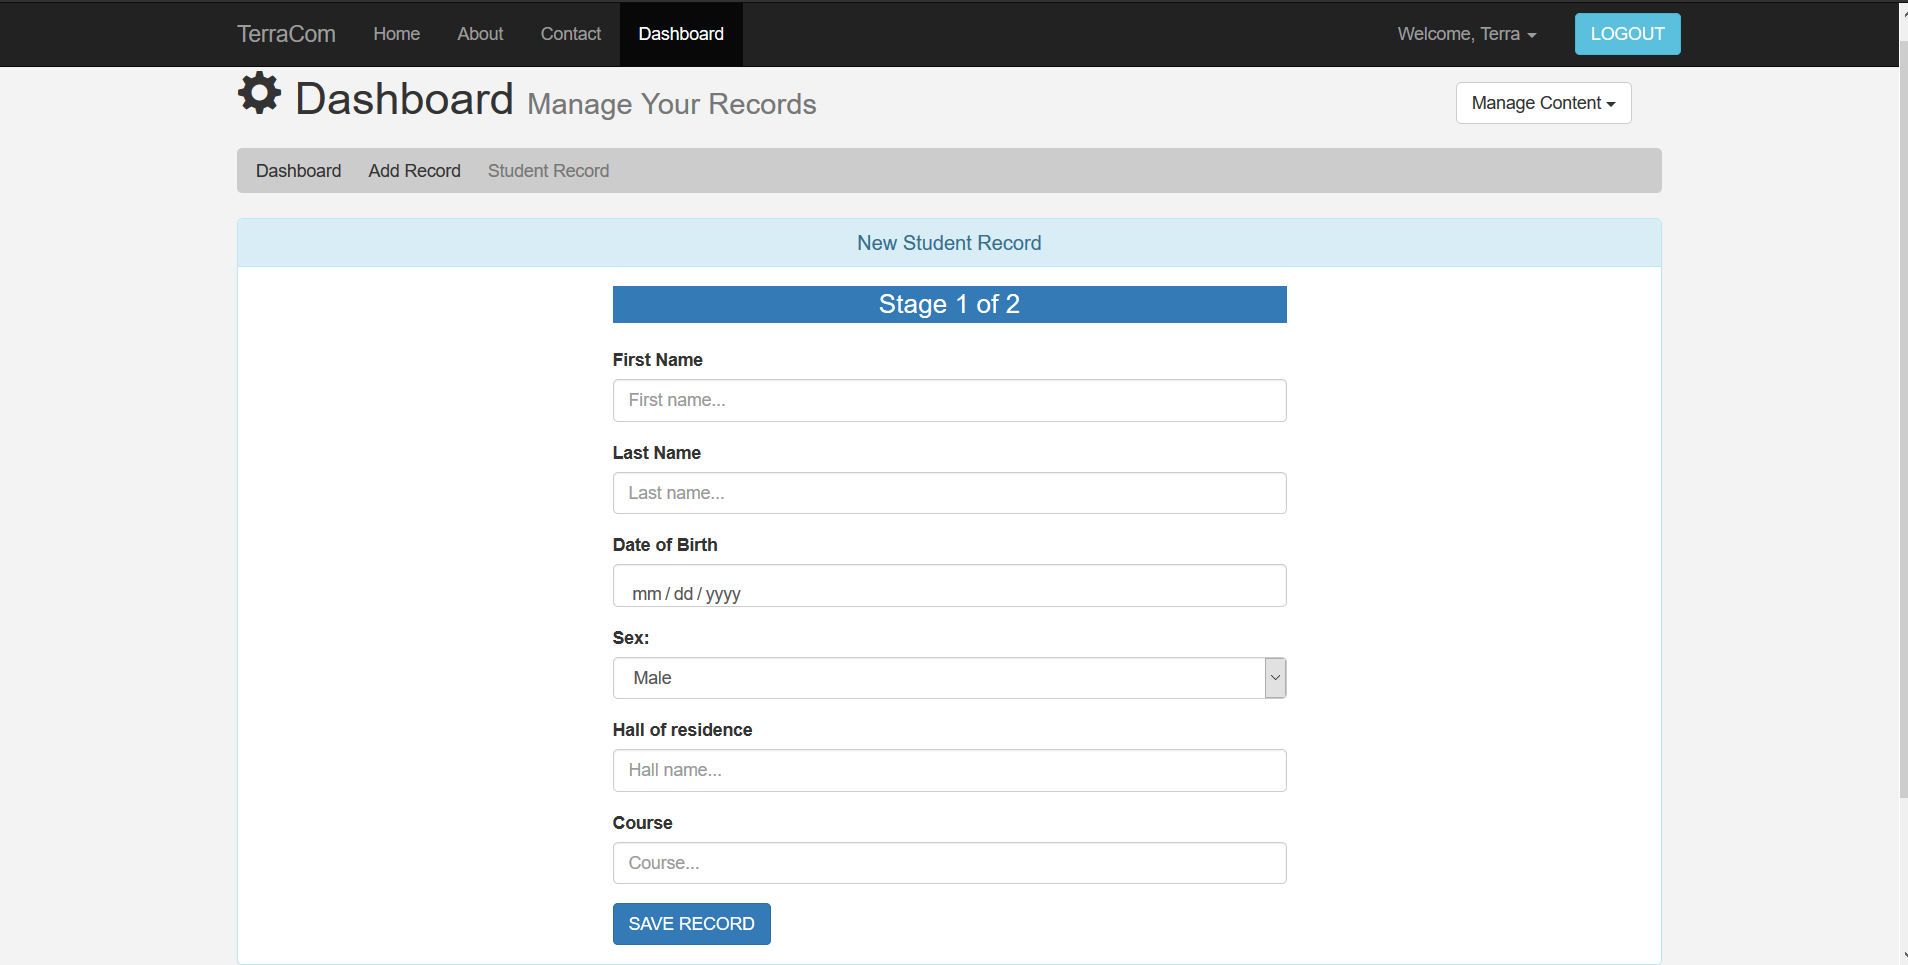 TerraCom Home About Contact Dashboard Welcome, Terra LOGOUT
Dashboard Manage Your Records Manage Content
Dashboard Add Record Student Record
New Student Record
Stage 1 of 2
First Name
First name...
Last Name
Last name...
Date of Birth
mm / dd / yyyy
Sex:
Male
Hall of residence
Hall name...
Course
Course...
SAVE RECORD